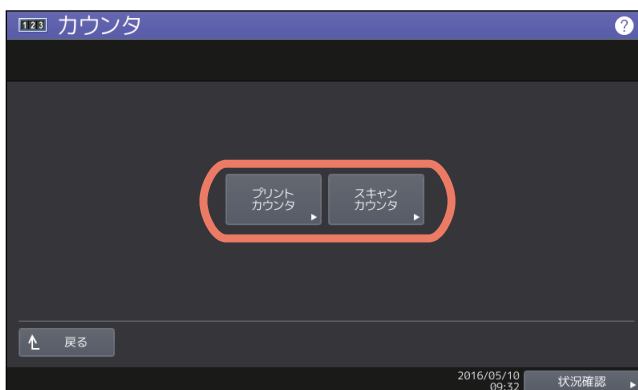 123 カウンタ
?
プリント
カウンタ
スキャン
カウンタ
戻る
2016/05/10
09:32
状況確認